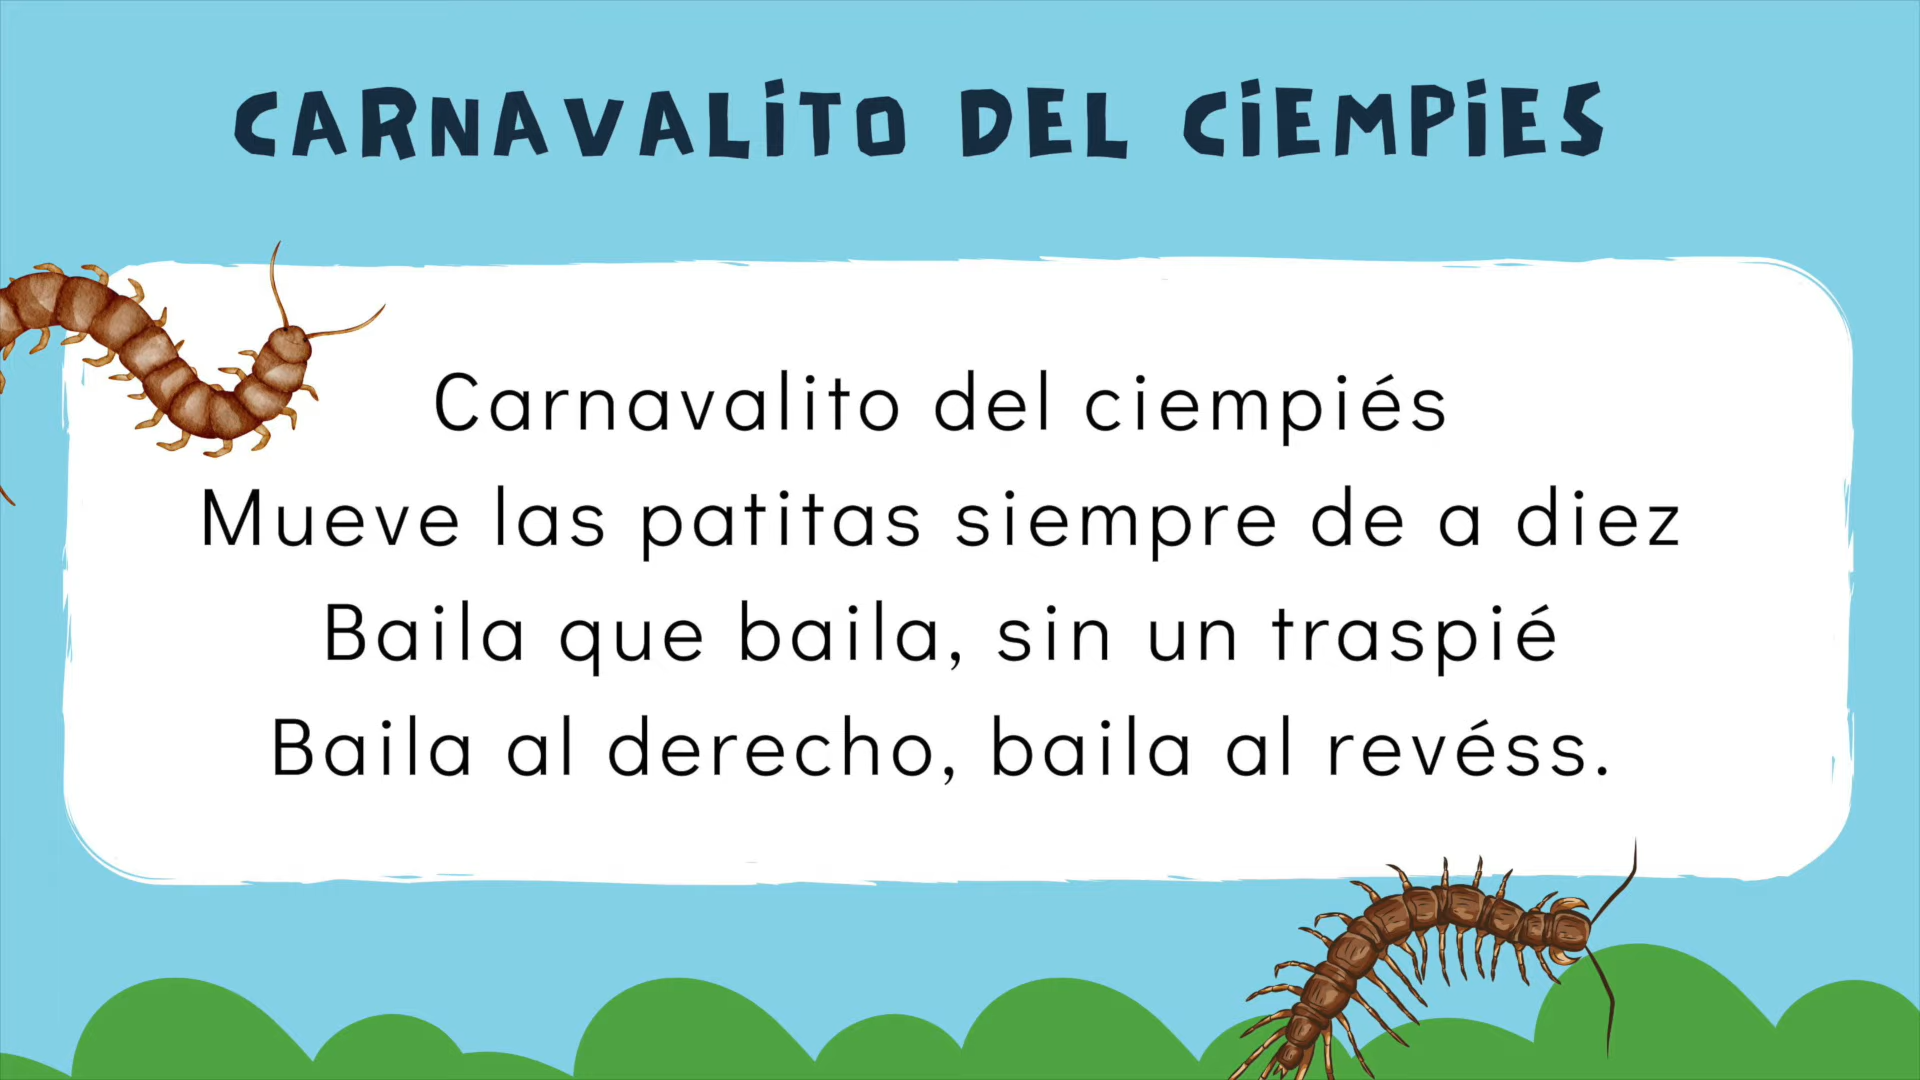 CARNAVALITO DEL CIEMPIES
Carnavalito del ciempiés
Mueve las patitas siempre de a diez
Baila que baila, sin un traspié
Baila al derecho, baila al revéss.